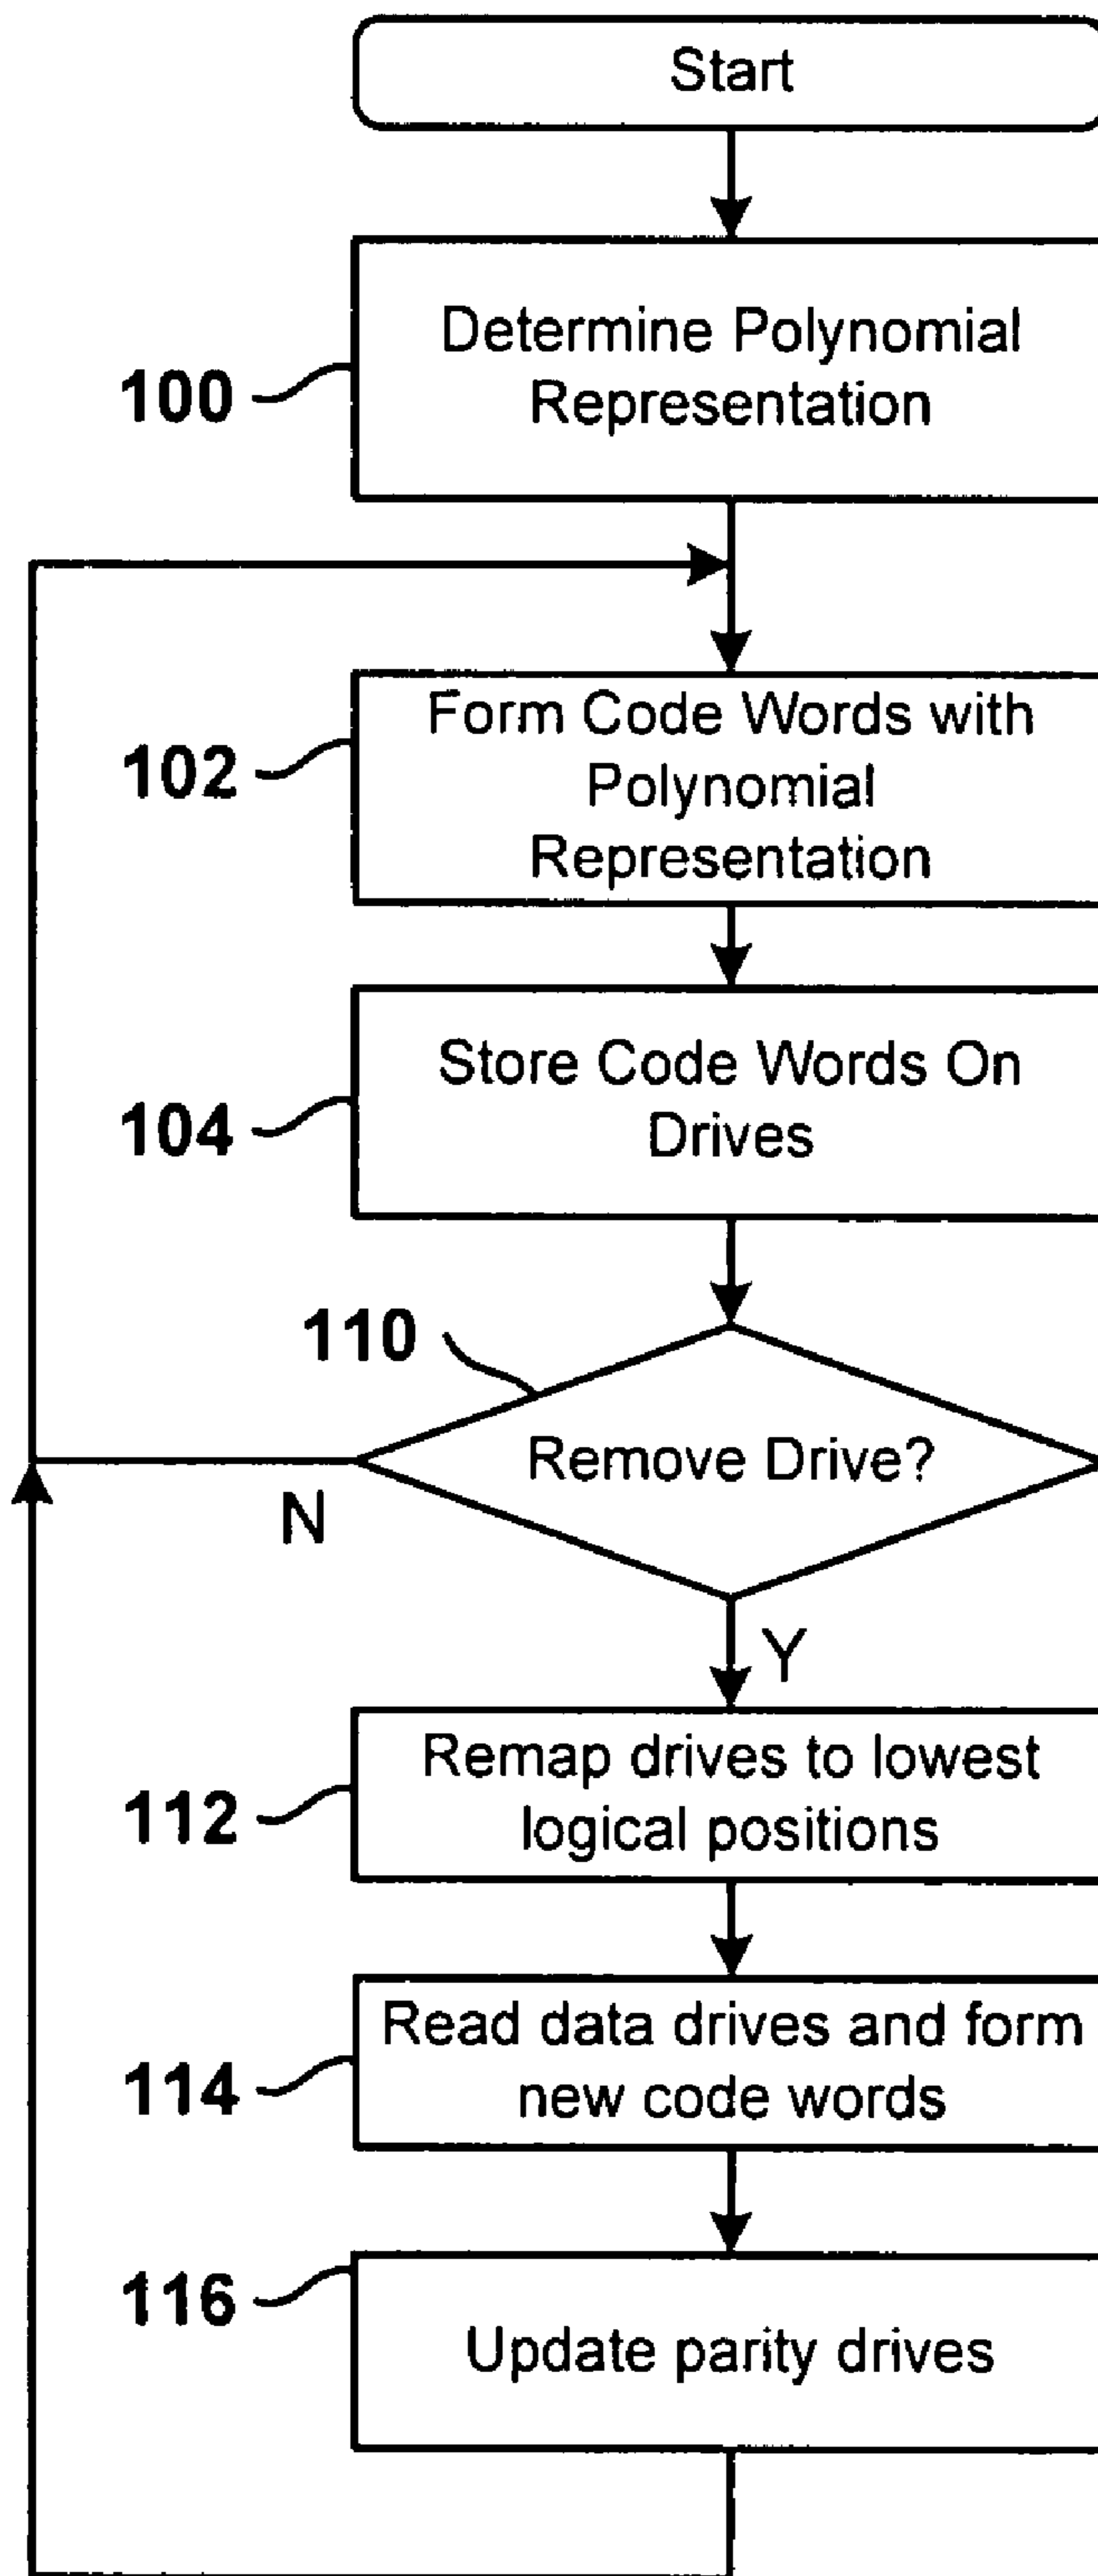 Start
Determine Polynomial
Representation
100
Form Code Words with
Polynomial
Representation
102
Store Code Words On
Drives
104
110
Remove Drive?
N
Y
Remap drives to lowest
logical positions
112
Read data drives and form
new code words
114
116
Update parity drives